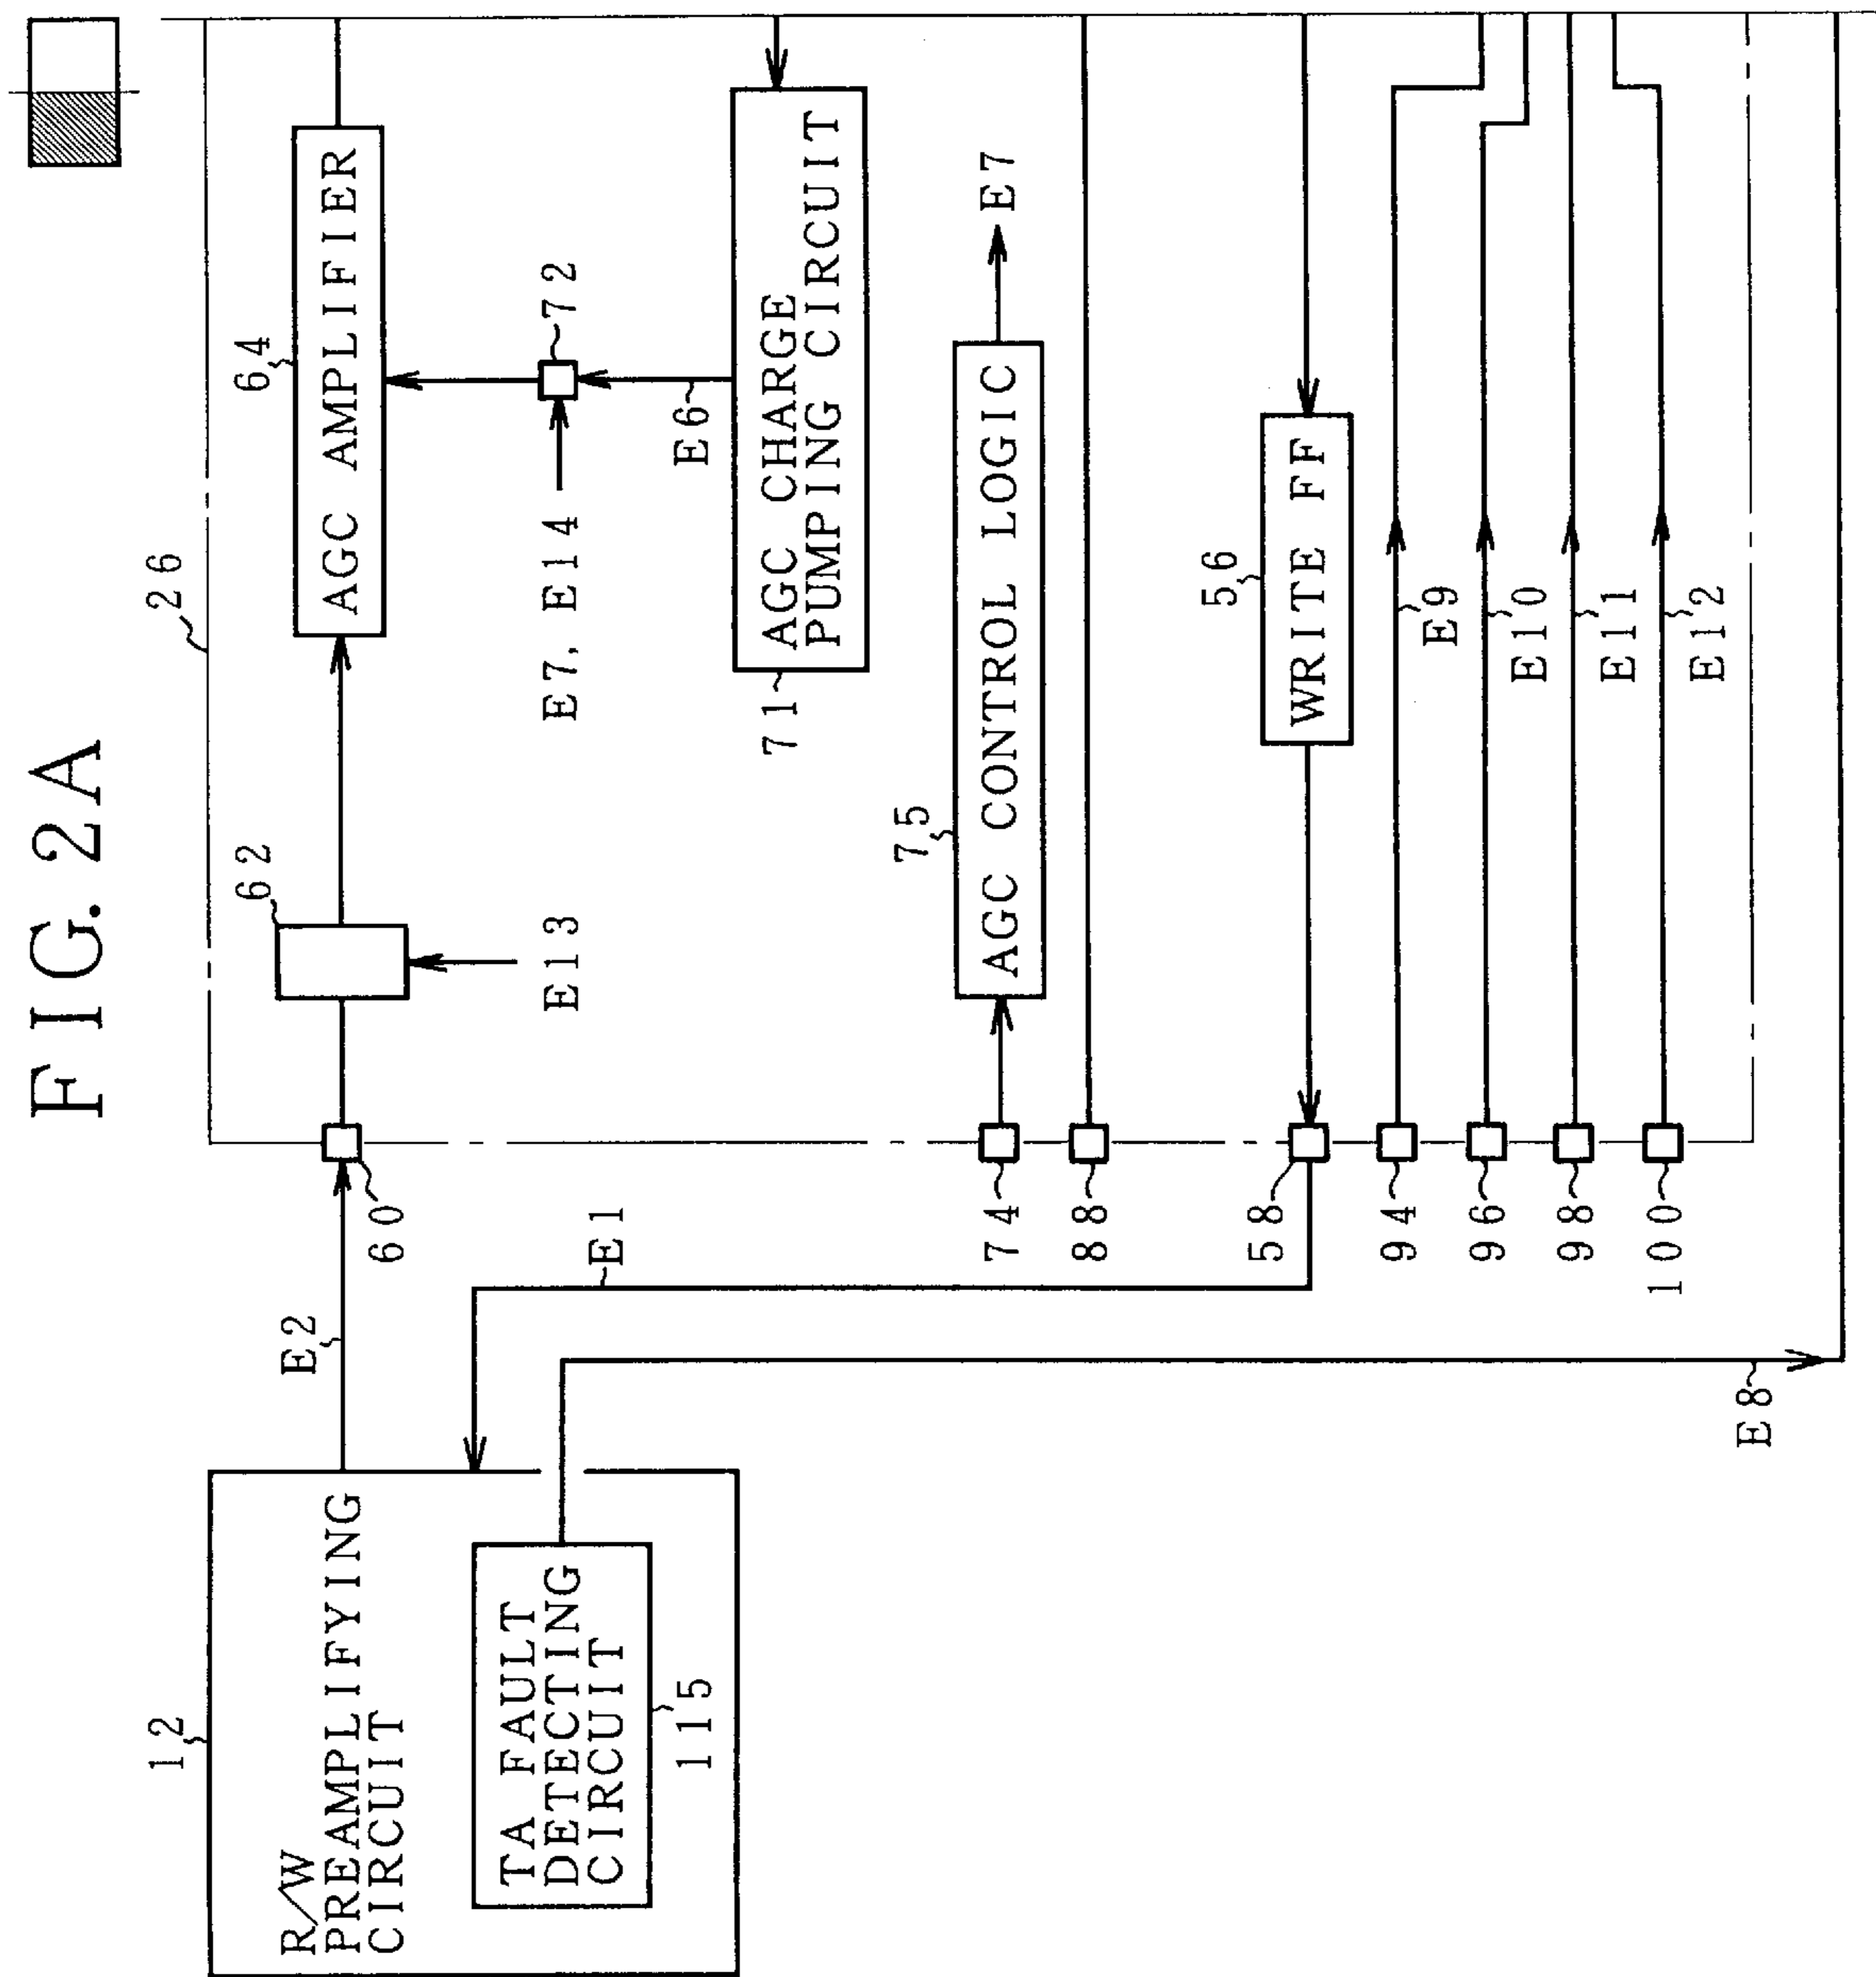 FIG. 2A
12
R/W
PREAMPLIFYING
CIRCUIT
TA FAULT
DETECTING
CIRCUIT
115
E2
E1
E8
60
26
62
E13
64
AGC AMPLIFIER
72
E7, E14
E6
71
AGC CHARGE
PUMPING CIRCUIT
74
75
AGC CONTROL LOGIC
E7
88
58
56
WRITE FF
94
E9
96
E10
98
E11
100
E12